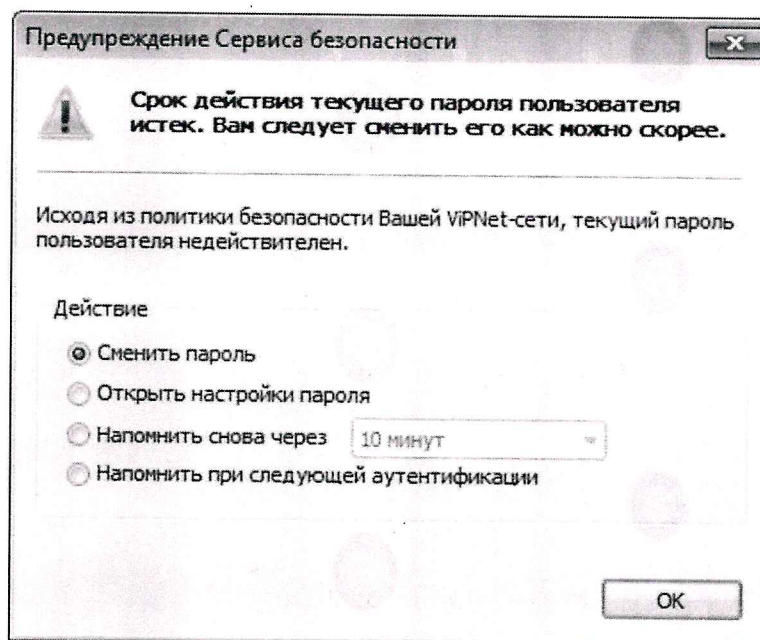 Предупреждение Сервиса безопасности
Срок действия текущего пароля пользователя
истек. Вам следует сменить его как можно скорее.
Исходя из политики безопасности Вашей ViPNet-сети, текущий пароль
пользователя недействителен.
Действие
Сменить пароль
Открыть настройки пароля
Напомнить снова через 10 минут
Напомнить при следующей аутентификации
OK